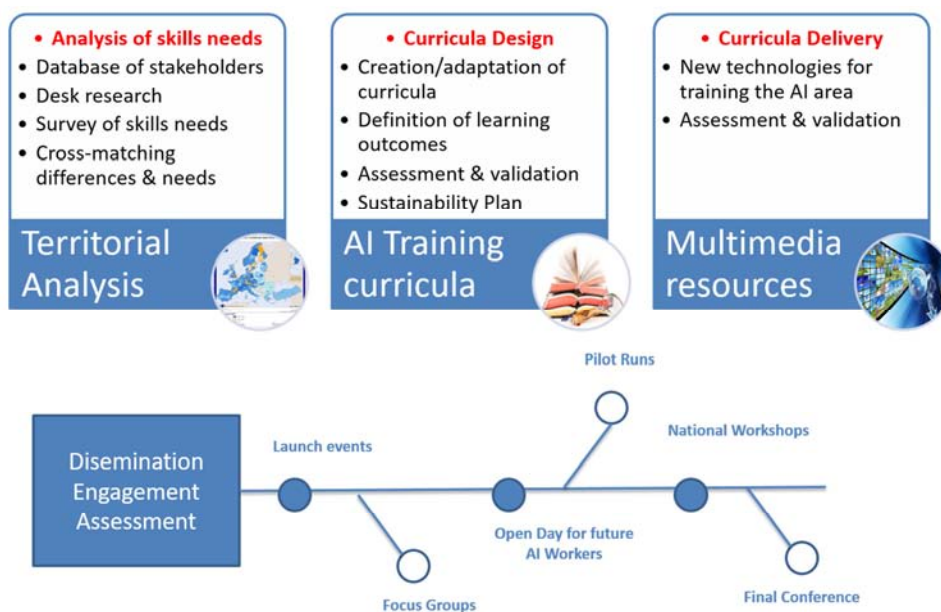 • Analysis of skills needs
• Database of stakeholders
• Desk research
• Survey of skills needs
• Cross-matching
differences & needs
Territorial
Analysis
• Curricula Design
• Creation/adaptation of
curricula
• Definition of learning
outcomes
• Assessment & validation
• Sustainability Plan
AI Training
curricula
• Curricula Delivery
• New technologies for
training the AI area
• Assessment & validation
Multimedia
resources
Disemination
Engagement
Assessment
Launch events
Focus Groups
Open Day for future
AI Workers
Pilot Runs
National Workshops
Final Conference